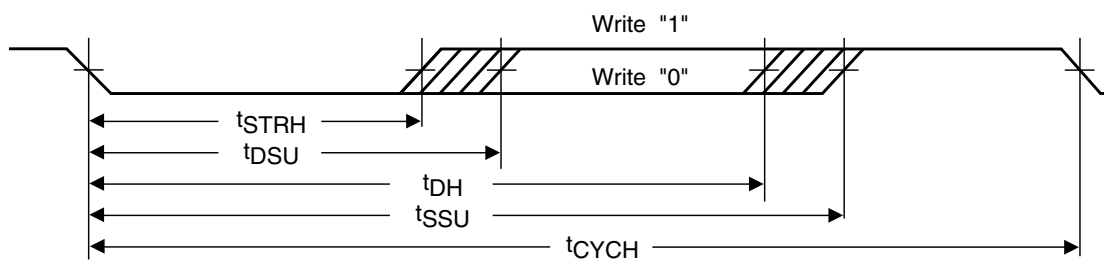 Write "1"
Write "0"
tSTRH
tDSU
tDH
tSSU
tCYCH